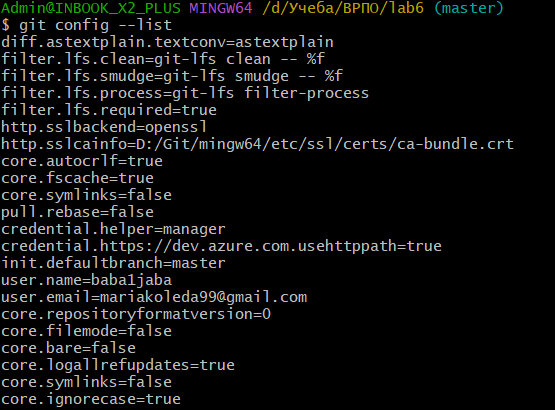 Admin@INBOOK_X2_PLUS MINGW64 /d/Учеба/ВРПО/lab6 (master)
$ git config --list
diff.astextplain.textconv=astextplain
filter.lfs.clean=git-lfs clean -- %f
filter.lfs.smudge=git-lfs smudge -- %f
filter.lfs.process=git-lfs filter-process
filter.lfs.required=true
http.sslbackend=openssl
http.sslcainfo=D:/Git/mingw64/etc/ssl/certs/ca-bundle.crt
core.autocrlf=true
core.fscache=true
core.symlinks=false
pull.rebase=false
credential.helper=manager
credential.https://dev.azure.com.usehttppath=true
init.defaultbranch=master
user.name=baba1jaba
user.email=mariakoleda99@gmail.com
core.repositoryformatversion=0
core.filemode=false
core.bare=false
core.logallrefupdates=true
core.symlinks=false
core.ignorecase=true